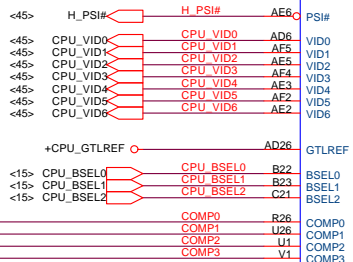 <45> H_PSI# H_PSI# AE6 PSI#
<45> CPU_VID0 CPU_VID0 AD6 VID0
<45> CPU_VID1 CPU_VID1 AF5 VID1
<45> CPU_VID2 CPU_VID2 AE5 VID2
<45> CPU_VID3 CPU_VID3 AF4 VID3
<45> CPU_VID4 CPU_VID4 AE3 VID4
<45> CPU_VID5 CPU_VID5 AF2 VID5
<45> CPU_VID6 CPU_VID6 AE2 VID6
+CPU_GTLREF AD26 GTLREF
<15> CPU_BSEL0 CPU_BSEL0 B22 BSEL0
<15> CPU_BSEL1 CPU_BSEL1 B23 BSEL1
<15> CPU_BSEL2 CPU_BSEL2 C21 BSEL2
COMP0 R26 COMP0
COMP1 U26 COMP1
COMP2 U1 COMP2
COMP3 V1 COMP3